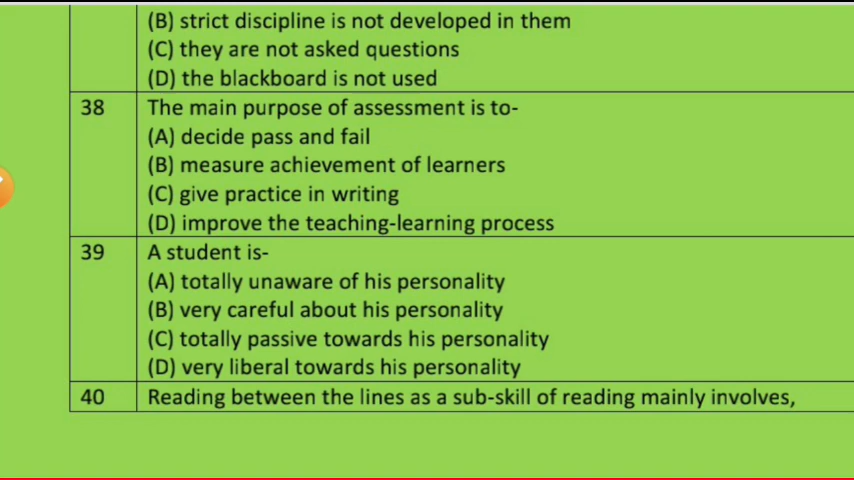 (B) strict discipline is not developed in them
(C) they are not asked questions
(D) the blackboard is not used
38 The main purpose of assessment is to-
(A) decide pass and fail
(B) measure achievement of learners
(C) give practice in writing
(D) improve the teaching-learning process
39 A student is-
(A) totally unaware of his personality
(B) very careful about his personality
(C) totally passive towards his personality
(D) very liberal towards his personality
40 Reading between the lines as a sub-skill of reading mainly involves,